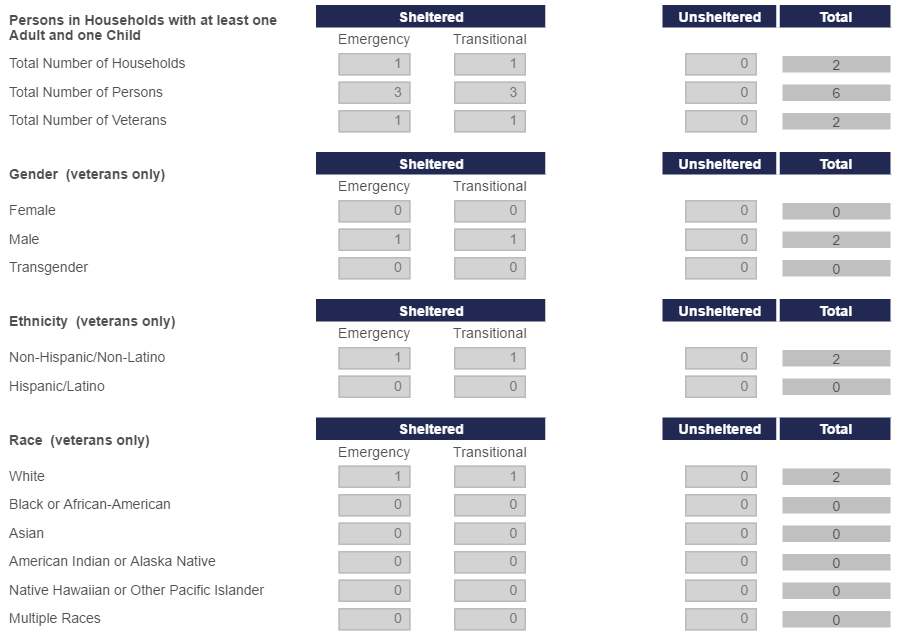 Persons in Households with at least one Sheltered Unsheltered Total
Adult and one Child Emergency Transitional
Total Number of Households 1 1 0 2
Total Number of Persons 3 3 0 6
Total Number of Veterans 1 1 0 2
Gender (veterans only) Sheltered Unsheltered Total
Emergency Transitional
Female 0 0 0 0
Male 1 1 0 2
Transgender 0 0 0 0
Ethnicity (veterans only) Sheltered Unsheltered Total
Emergency Transitional
Non-Hispanic/Non-Latino 1 1 0 2
Hispanic/Latino 0 0 0 0
Race (veterans only) Sheltered Unsheltered Total
Emergency Transitional
White 1 1 0 2
Black or African-American 0 0 0 0
Asian 0 0 0 0
American Indian or Alaska Native 0 0 0 0
Native Hawaiian or Other Pacific Islander 0 0 0 0
Multiple Races 0 0 0 0